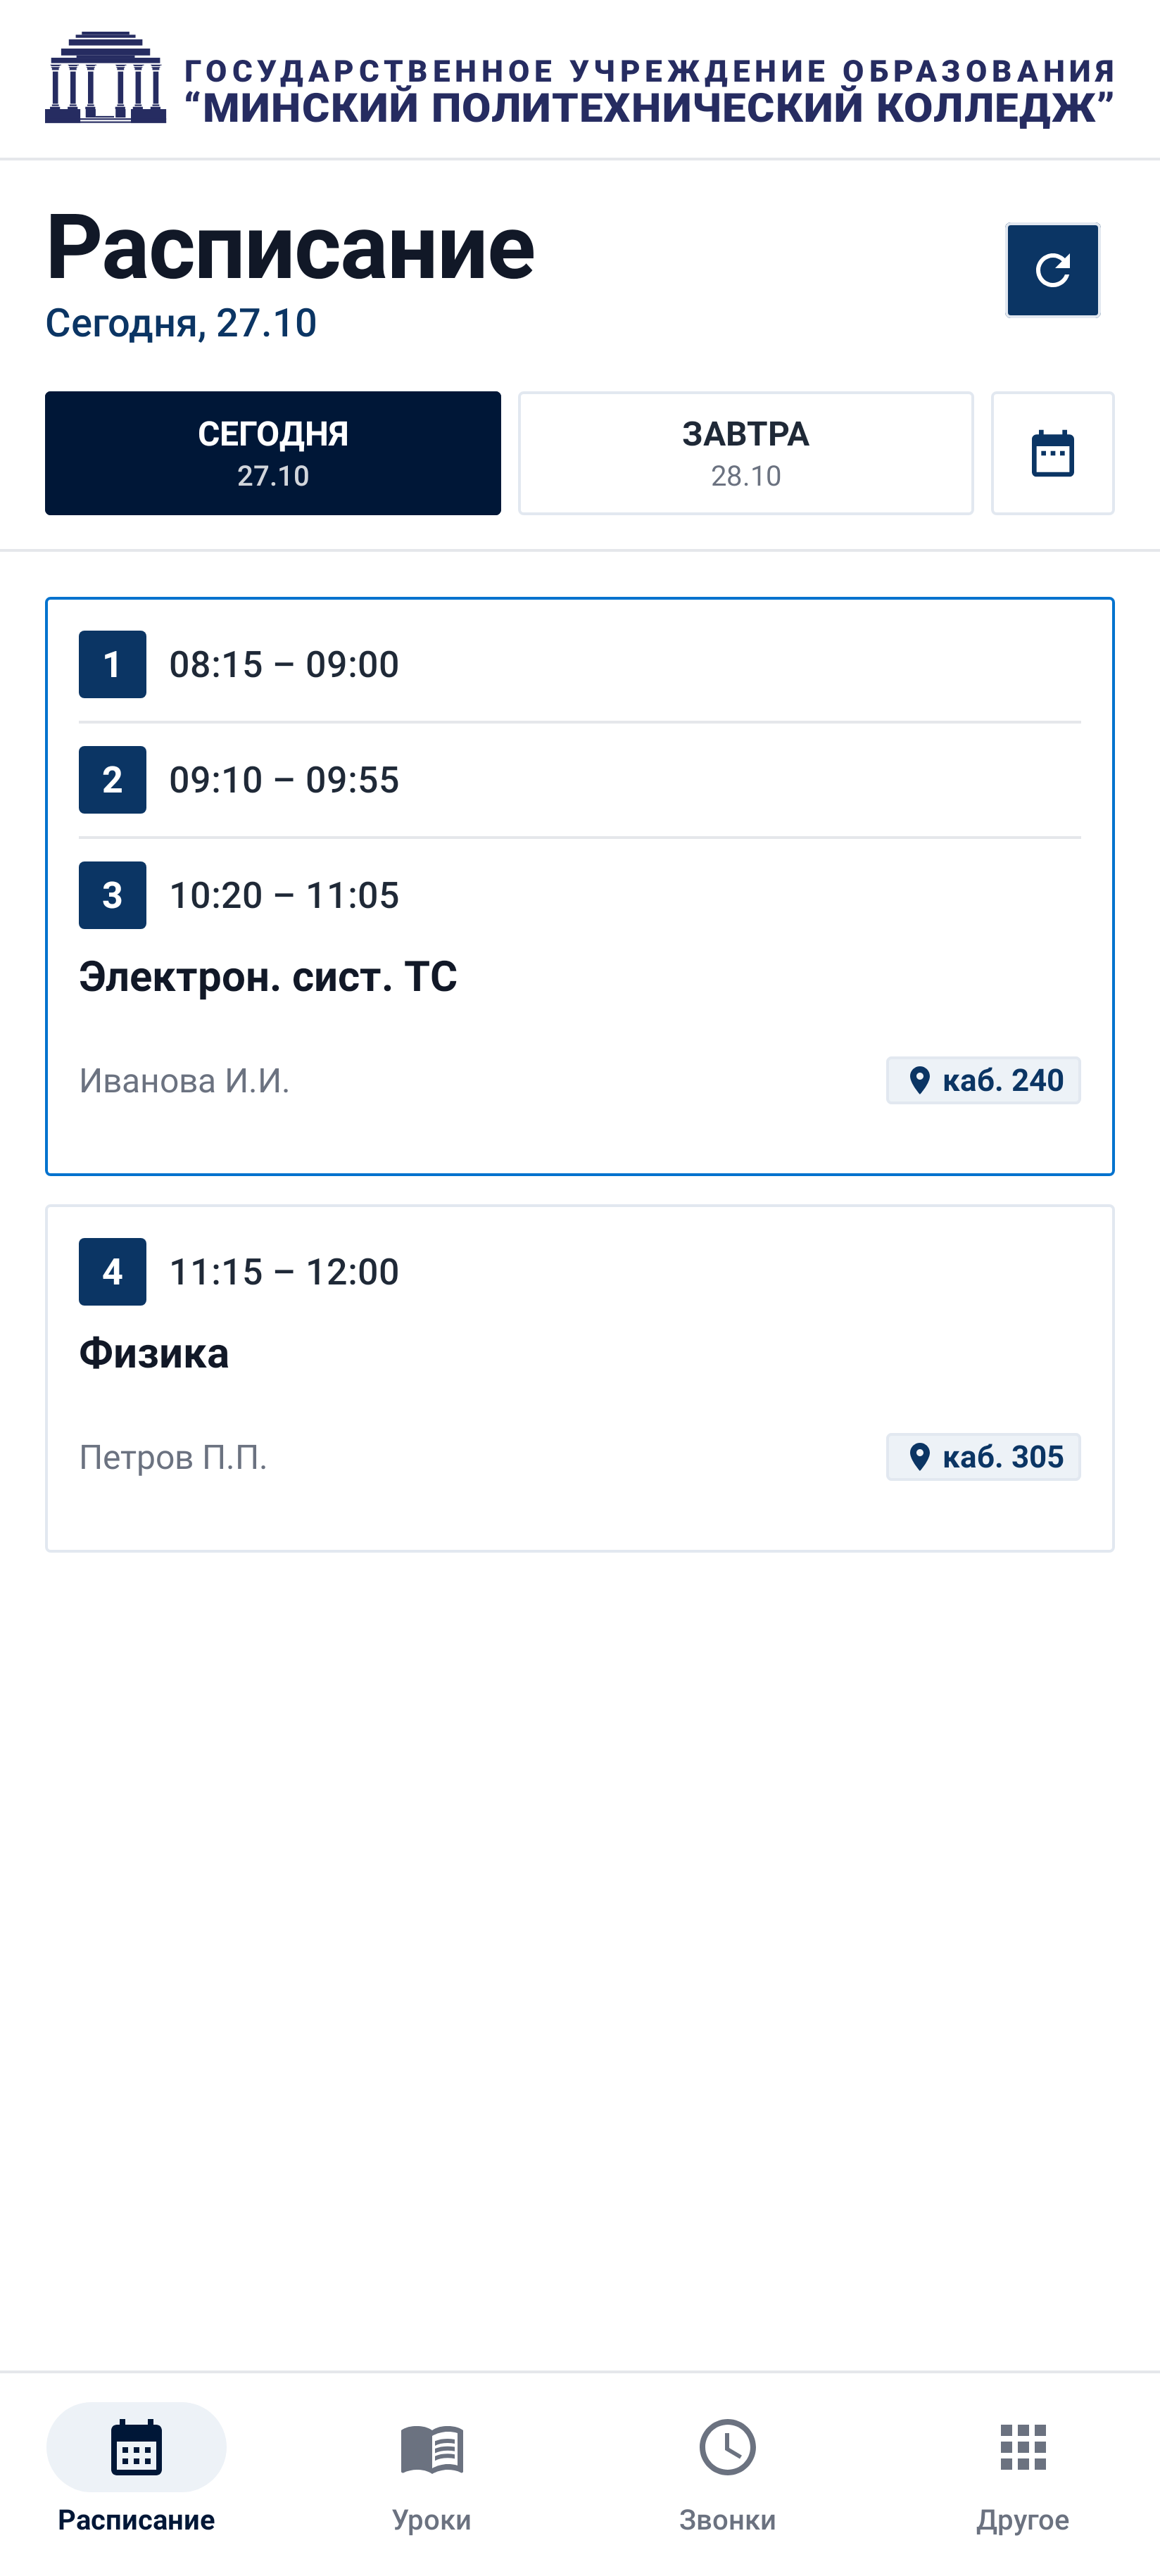 ГОСУДАРСТВЕННОЕ УЧРЕЖДЕНИЕ ОБРАЗОВАНИЯ
“МИНСКИЙ ПОЛИТЕХНИЧЕСКИЙ КОЛЛЕДЖ”
Расписание
Сегодня, 27.10
СЕГОДНЯ
27.10
ЗАВТРА
28.10
1 08:15 – 09:00
2 09:10 – 09:55
3 10:20 – 11:05
Электрон. сист. ТС
Иванова И.И. каб. 240
4 11:15 – 12:00
Физика
Петров П.П. каб. 305
Расписание Уроки Звонки Другое